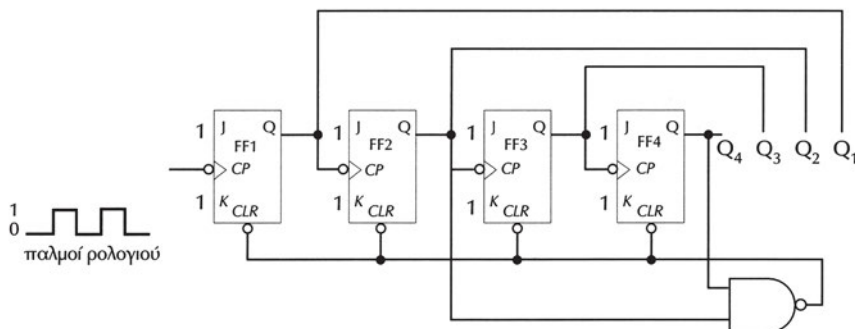 1 J Q 1 J Q 1 J Q 1 J Q
FF1 FF2 FF3 FF4
Q4 Q3 Q2 Q1
CP CP CP CP
1 K 1 K 1 K 1 K
CLR CLR CLR CLR
1
0
παλμοί ρολογιού